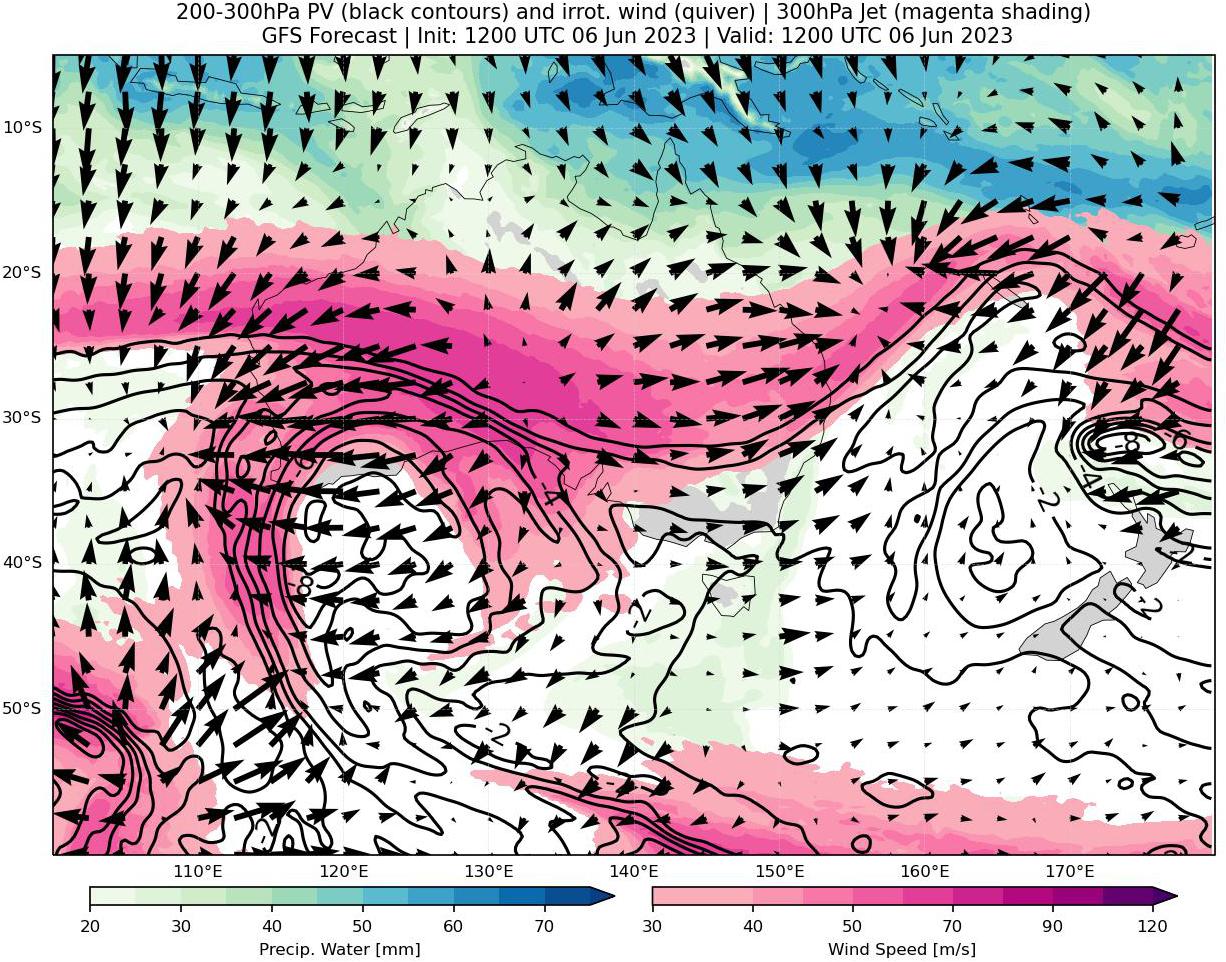 200-300hPa PV (black contours) and irrot. wind (quiver) | 300hPa Jet (magenta shading)
GFS Forecast | Init: 1200 UTC 06 Jun 2023 | Valid: 1200 UTC 06 Jun 2023
10°S
20°S
30°S
40°S
50°S
-8
-6
-4
-4
-2
-8
-2
-2
-2
-2
110°E 120°E 130°E 140°E 150°E 160°E 170°E
20 30 40 50 60 70
30 40 50 70 90 120
Precip. Water [mm]
Wind Speed [m/s]